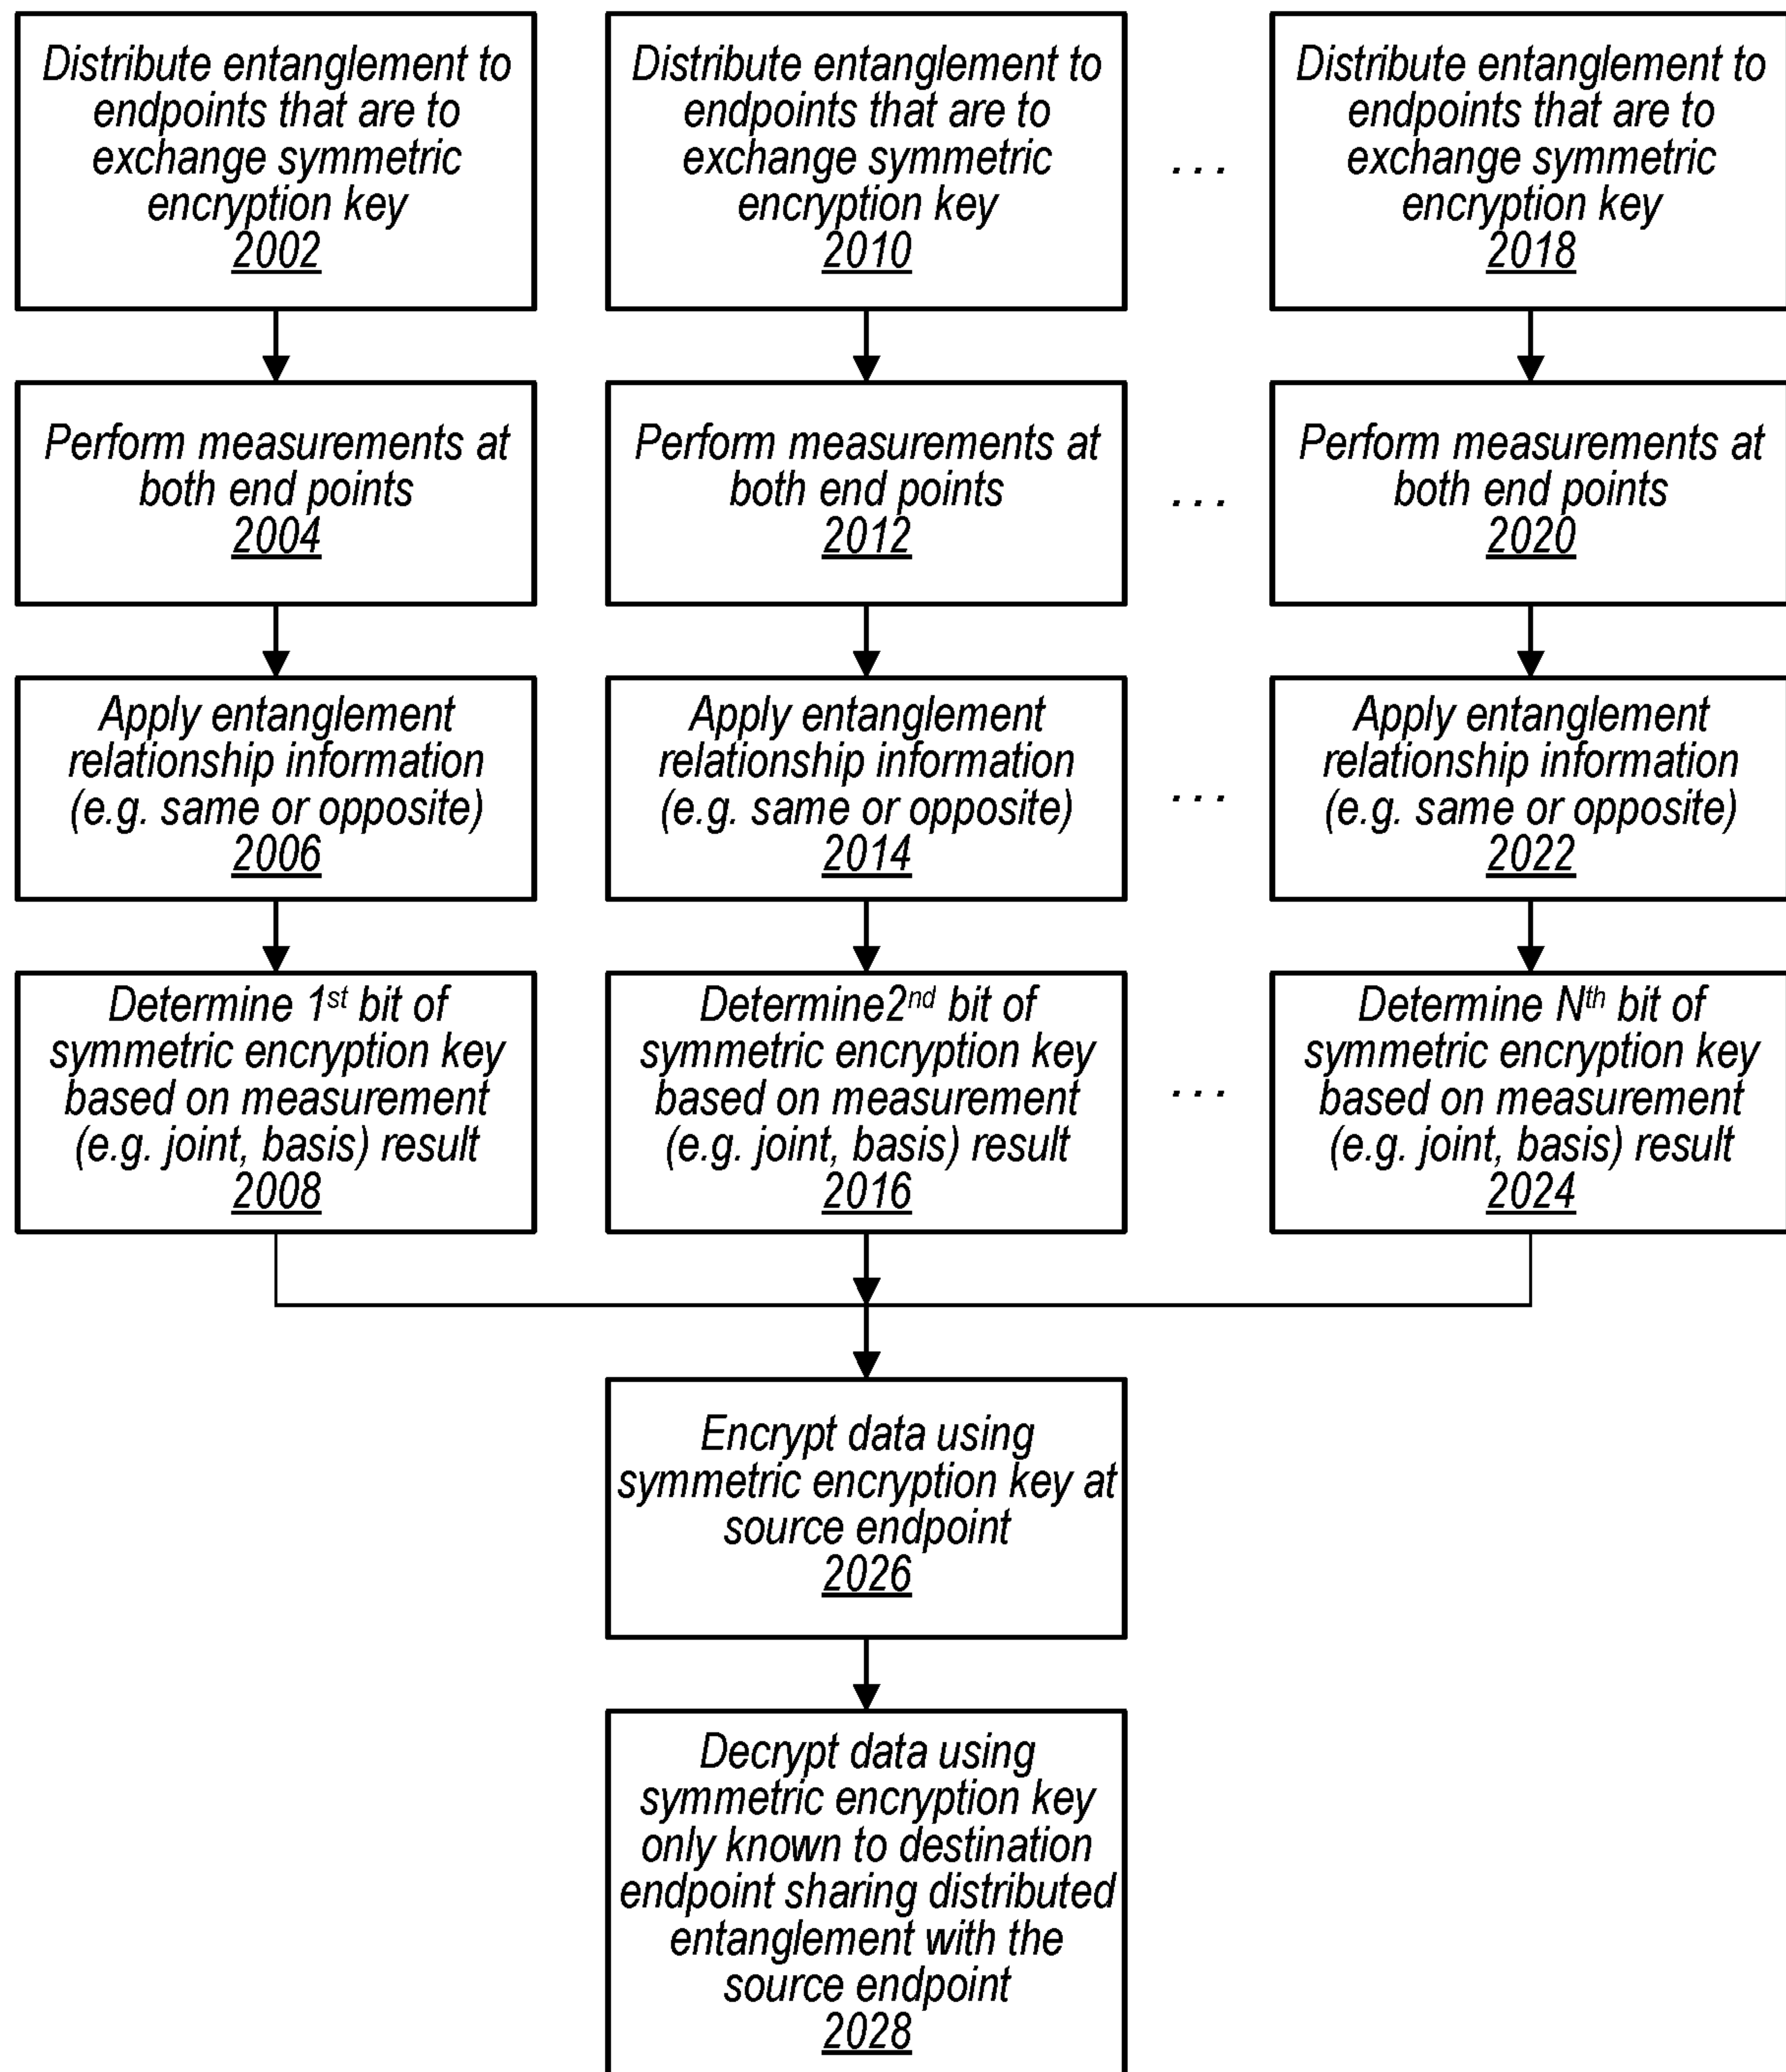 Distribute entanglement to
endpoints that are to
exchange symmetric
encryption key
2002
Distribute entanglement to
endpoints that are to
exchange symmetric
encryption key
2010
...
Distribute entanglement to
endpoints that are to
exchange symmetric
encryption key
2018
Perform measurements at
both end points
2004
Perform measurements at
both end points
2012
...
Perform measurements at
both end points
2020
Apply entanglement
relationship information
(e.g. same or opposite)
2006
Apply entanglement
relationship information
(e.g. same or opposite)
2014
...
Apply entanglement
relationship information
(e.g. same or opposite)
2022
Determine 1st bit of
symmetric encryption key
based on measurement
(e.g. joint, basis) result
2008
Determine2nd bit of
symmetric encryption key
based on measurement
(e.g. joint, basis) result
2016
...
Determine Nth bit of
symmetric encryption key
based on measurement
(e.g. joint, basis) result
2024
Encrypt data using
symmetric encryption key at
source endpoint
2026
Decrypt data using
symmetric encryption key
only known to destination
endpoint sharing distributed
entanglement with the
source endpoint
2028